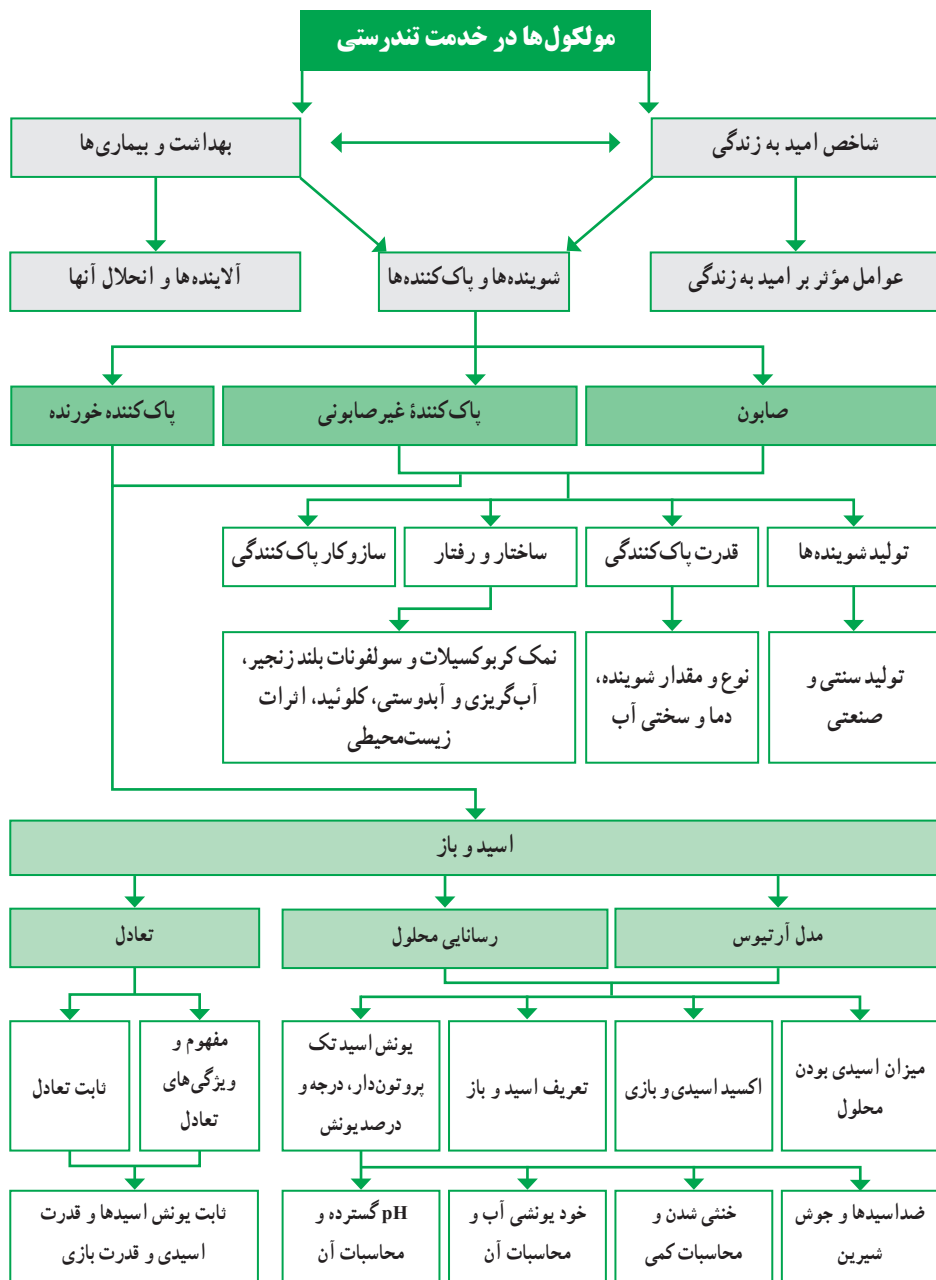 مولکول‌ها در خدمت تندرستی
شاخص امید به زندگی
بهداشت و بیماری‌ها
عوامل مؤثر بر امید به زندگی
شوینده‌ها و پاک‌کننده‌ها
آلاینده‌ها و انحلال آنها
صابون
پاک‌کنندۀ غیرصابونی
پاک‌کننده خورنده
تولید شوینده‌ها
قدرت پاک‌کنندگی
ساختار و رفتار
سازوکار پاک‌کنندگی
تولید سنتی و
صنعتی
نوع و مقدار شوینده،
دما و سختی آب
نمک کربوکسیلات و سولفونات بلند زنجیر،
آب‌گریزی و آبدوستی، کلوئید، اثرات
زیست‌محیطی
اسید و باز
مدل آرنیوس
رسانایی محلول
تعادل
میزان اسیدی بودن
محلول
اکسید اسیدی و بازی
تعریف اسید و باز
یونش اسید تک
پروتون‌دار، درجه و
درصد یونش
مفهوم و
ویژگی‌های
تعادل
ثابت تعادل
ضداسیدها و جوش
شیرین
خنثی شدن و
محاسبات کمی
خود یونشی آب و
محاسبات آن
pH گستره و
محاسبات آن
ثابت یونش اسیدها و قدرت
اسیدی و قدرت بازی